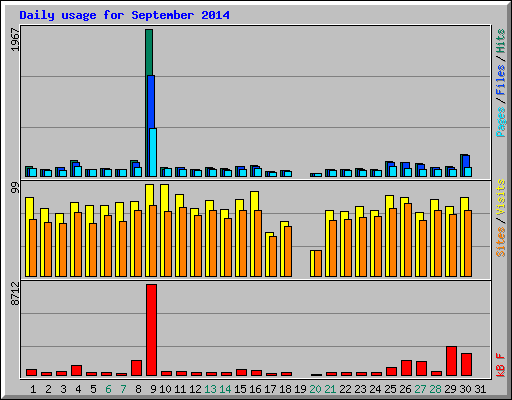 Daily usage for September 2014
1967
Pages / Files / Hits
99
Sites / Visits
8712
kB F
1 2 3 4 5 6 7 8 9 10 11 12 13 14 15 16 17 18 19 20 21 22 23 24 25 26 27 28 29 30 31